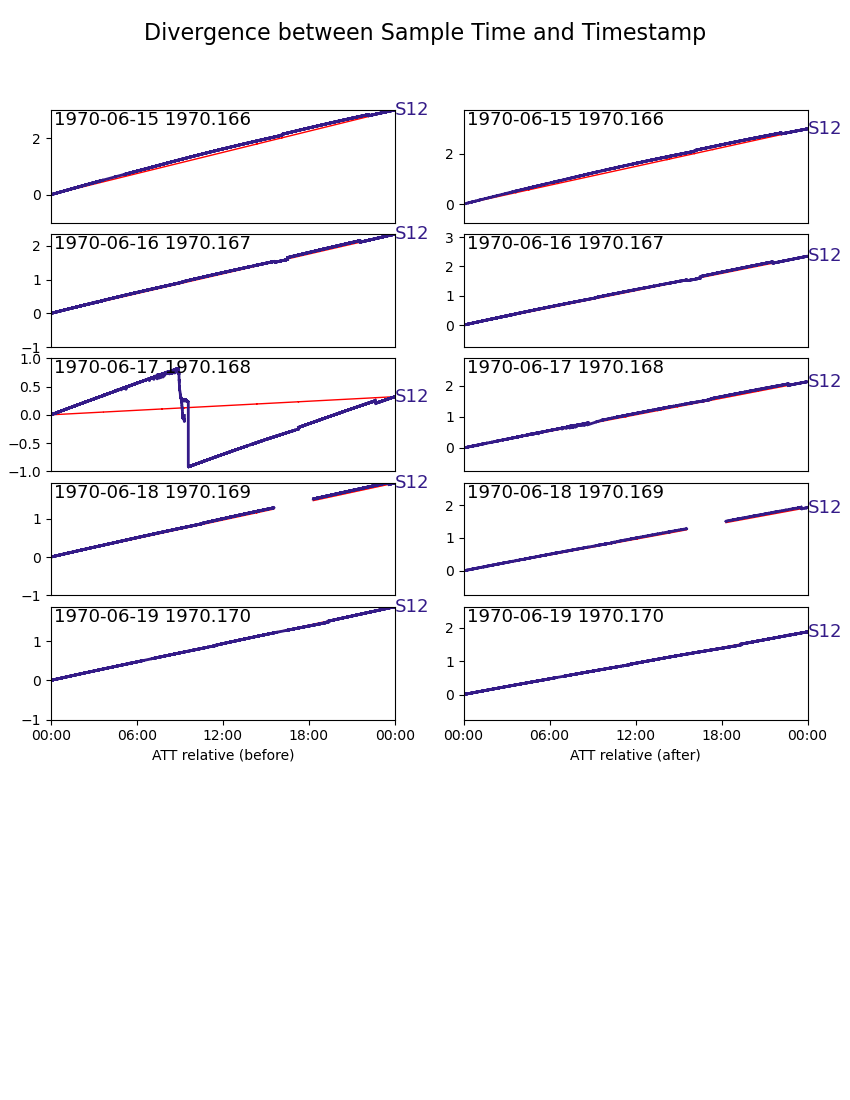 Divergence between Sample Time and Timestamp
1970-06-15 1970.166
S12
2
0
1970-06-15 1970.166
S12
2
0
1970-06-16 1970.167
S12
2
1
0
−1
1970-06-16 1970.167
S12
3
2
1
0
1970-06-17 1970.168
S12
1.0
0.5
0.0
−0.5
−1.0
1970-06-17 1970.168
S12
2
1
0
1970-06-18 1970.169
S12
1
0
−1
1970-06-18 1970.169
S12
2
1
0
1970-06-19 1970.170
S12
1
0
−1
00:00 06:00 12:00 18:00 00:00
ATT relative (before)
1970-06-19 1970.170
S12
2
1
0
00:00 06:00 12:00 18:00 00:00
ATT relative (after)